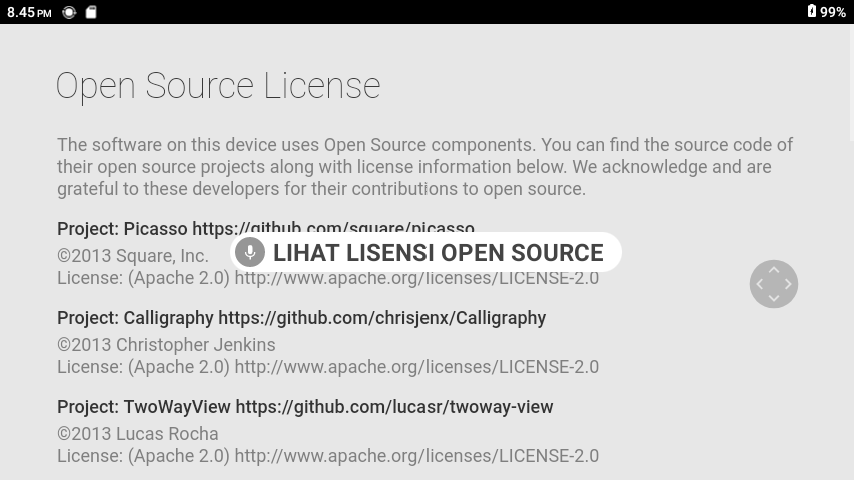 8.45 PM
99%
Open Source License
The software on this device uses Open Source components. You can find the source code of
their open source projects along with license information below. We acknowledge and are
grateful to these developers for their contributions to open source.
Project: Picasso https://github.com/square/picasso
LIHAT LISENSI OPEN SOURCE
©2013 Square, Inc.
License: (Apache 2.0) http://www.apache.org/licenses/LICENSE-2.0
Project: Calligraphy https://github.com/chrisjenx/Calligraphy
©2013 Christopher Jenkins
License: (Apache 2.0) http://www.apache.org/licenses/LICENSE-2.0
Project: TwoWayView https://github.com/lucasr/twoway-view
©2013 Lucas Rocha
License: (Apache 2.0) http://www.apache.org/licenses/LICENSE-2.0